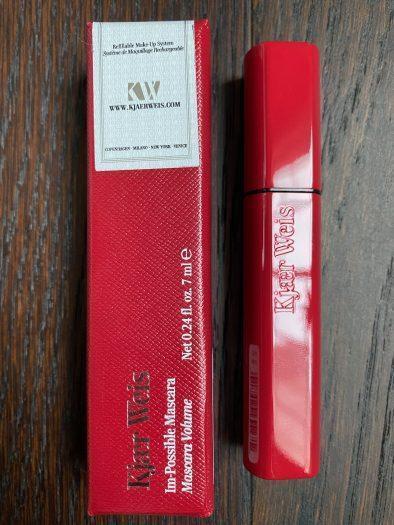 Refillable Make-Up System
Système de Maquillage Rechargeable
KW
WWW.KJAERWEIS.COM
COPENHAGEN · MILANO · NEW YORK · VENICE
Kjær Weis
Im-Possible Mascara
Mascara Volume
Net 0.24 fl. oz. 7 ml ℮
Kjær Weis